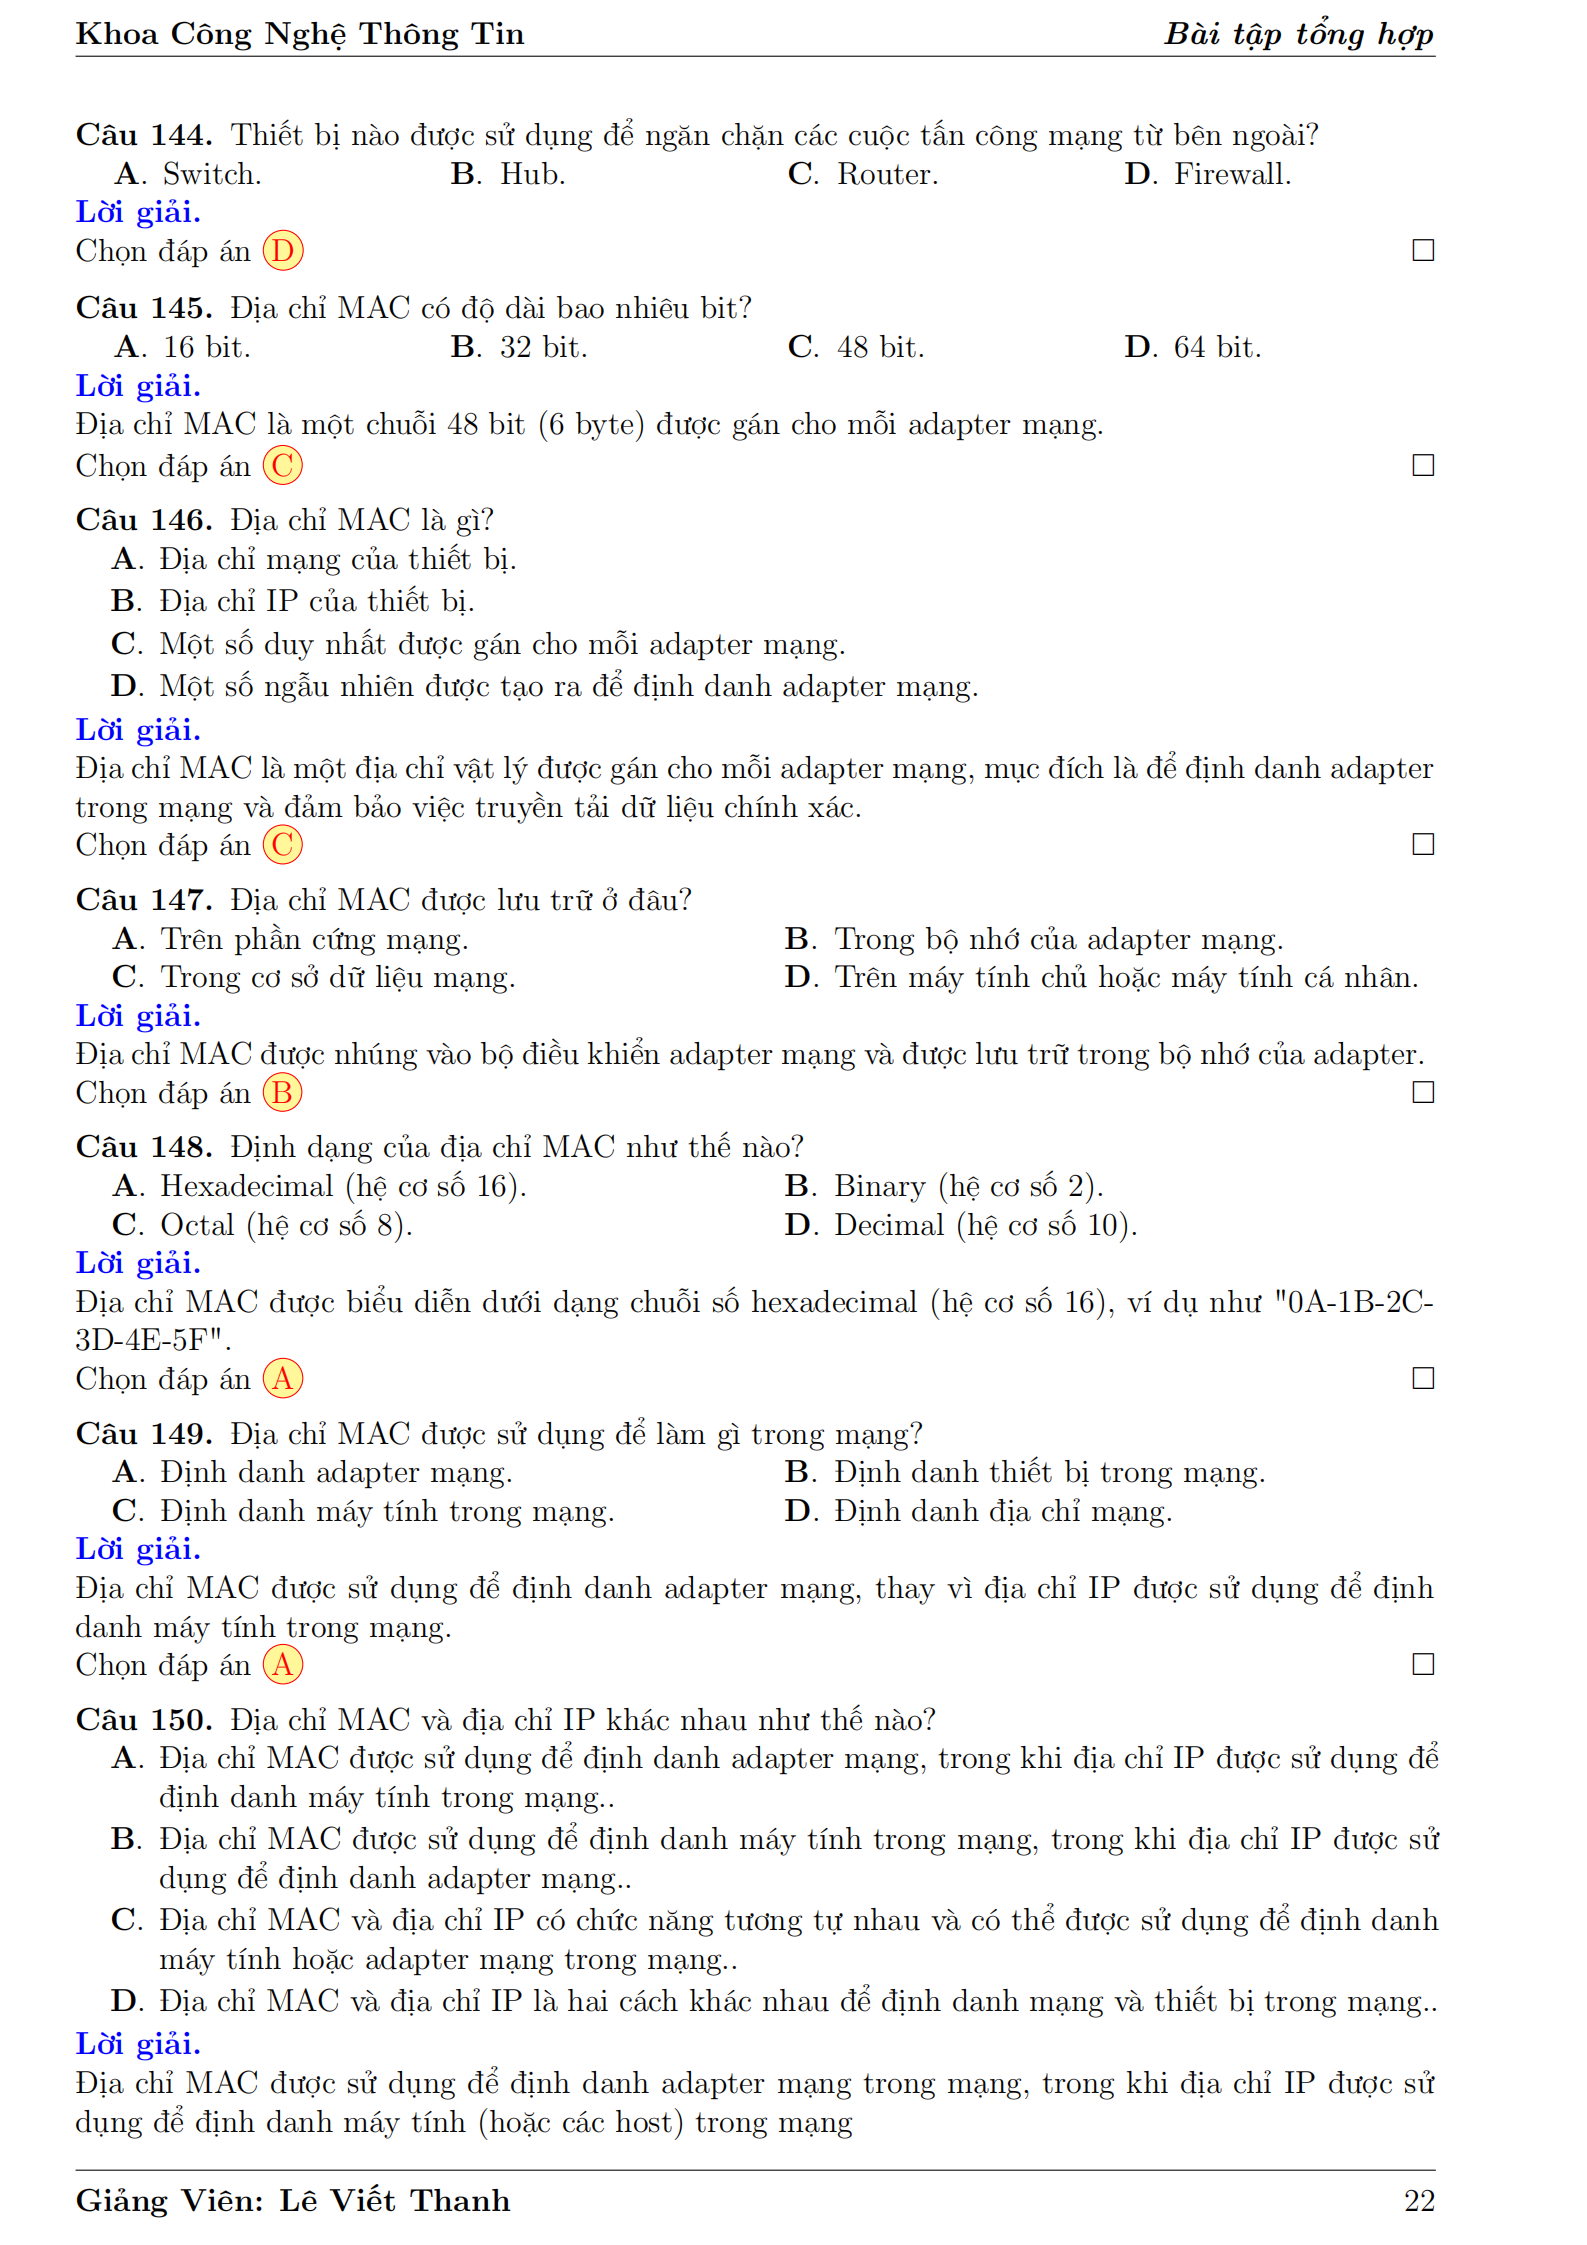 Khoa Công Nghệ Thông Tin Bài tập tổng hợp
Câu 144. Thiết bị nào được sử dụng để ngăn chặn các cuộc tấn công mạng từ bên ngoài?
A. Switch. B. Hub. C. Router. D. Firewall.
Lời giải.
Chọn đáp án D □
Câu 145. Địa chỉ MAC có độ dài bao nhiêu bit?
A. 16 bit. B. 32 bit. C. 48 bit. D. 64 bit.
Lời giải.
Địa chỉ MAC là một chuỗi 48 bit (6 byte) được gán cho mỗi adapter mạng.
Chọn đáp án C □
Câu 146. Địa chỉ MAC là gì?
A. Địa chỉ mạng của thiết bị.
B. Địa chỉ IP của thiết bị.
C. Một số duy nhất được gán cho mỗi adapter mạng.
D. Một số ngẫu nhiên được tạo ra để định danh adapter mạng.
Lời giải.
Địa chỉ MAC là một địa chỉ vật lý được gán cho mỗi adapter mạng, mục đích là để định danh adapter
trong mạng và đảm bảo việc truyền tải dữ liệu chính xác.
Chọn đáp án C □
Câu 147. Địa chỉ MAC được lưu trữ ở đâu?
A. Trên phần cứng mạng. B. Trong bộ nhớ của adapter mạng.
C. Trong cơ sở dữ liệu mạng. D. Trên máy tính chủ hoặc máy tính cá nhân.
Lời giải.
Địa chỉ MAC được nhúng vào bộ điều khiển adapter mạng và được lưu trữ trong bộ nhớ của adapter.
Chọn đáp án B □
Câu 148. Định dạng của địa chỉ MAC như thế nào?
A. Hexadecimal (hệ cơ số 16). B. Binary (hệ cơ số 2).
C. Octal (hệ cơ số 8). D. Decimal (hệ cơ số 10).
Lời giải.
Địa chỉ MAC được biểu diễn dưới dạng chuỗi số hexadecimal (hệ cơ số 16), ví dụ như "0A-1B-2C-
3D-4E-5F".
Chọn đáp án A □
Câu 149. Địa chỉ MAC được sử dụng để làm gì trong mạng?
A. Định danh adapter mạng. B. Định danh thiết bị trong mạng.
C. Định danh máy tính trong mạng. D. Định danh địa chỉ mạng.
Lời giải.
Địa chỉ MAC được sử dụng để định danh adapter mạng, thay vì địa chỉ IP được sử dụng để định
danh máy tính trong mạng.
Chọn đáp án A □
Câu 150. Địa chỉ MAC và địa chỉ IP khác nhau như thế nào?
A. Địa chỉ MAC được sử dụng để định danh adapter mạng, trong khi địa chỉ IP được sử dụng để
định danh máy tính trong mạng..
B. Địa chỉ MAC được sử dụng để định danh máy tính trong mạng, trong khi địa chỉ IP được sử
dụng để định danh adapter mạng..
C. Địa chỉ MAC và địa chỉ IP có chức năng tương tự nhau và có thể được sử dụng để định danh
máy tính hoặc adapter mạng trong mạng..
D. Địa chỉ MAC và địa chỉ IP là hai cách khác nhau để định danh mạng và thiết bị trong mạng..
Lời giải.
Địa chỉ MAC được sử dụng để định danh adapter mạng trong mạng, trong khi địa chỉ IP được sử
dụng để định danh máy tính (hoặc các host) trong mạng
Giảng Viên: Lê Viết Thanh 22